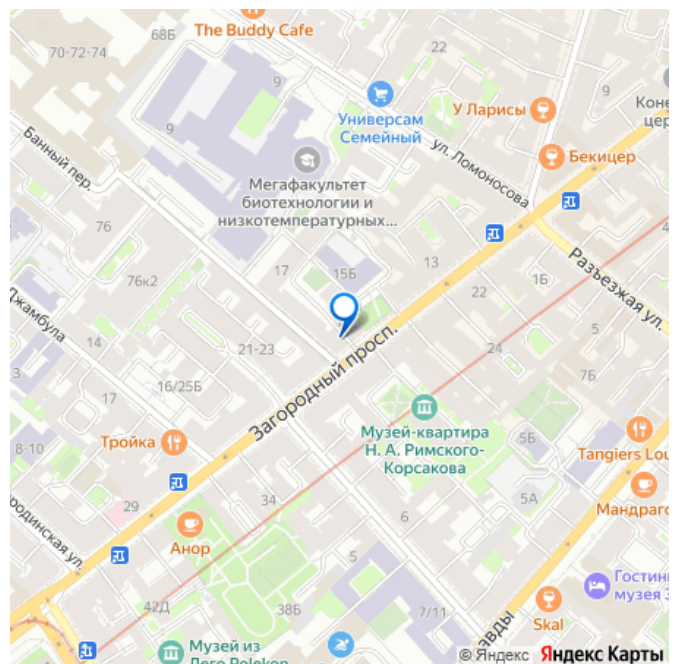 The Buddy Cafe
68Б
70-72-74
22
9
9
9
Универсам
Семейный
У Ларисы
Бекицер
Банный пер.
ул. Ломоносова
Мегафакультет
биотехнологии и
низкотемпературных...
76
76к2
17
15Б
13
22
1Б
Разъезжая ул.
Джамбула
14
21-23
Загородный просп.
24
5
7Б
3
17
16/25Б
Музей-квартира
Н. А. Римского-
Корсакова
8-10
Тройка
5Б
Tangiers Lou
5А
Мандраго
29
34
6
Анор
5
42Д
38Б
7/11
Гостини
музея
Skal
Музей из
© Яндекс Яндекс Карты